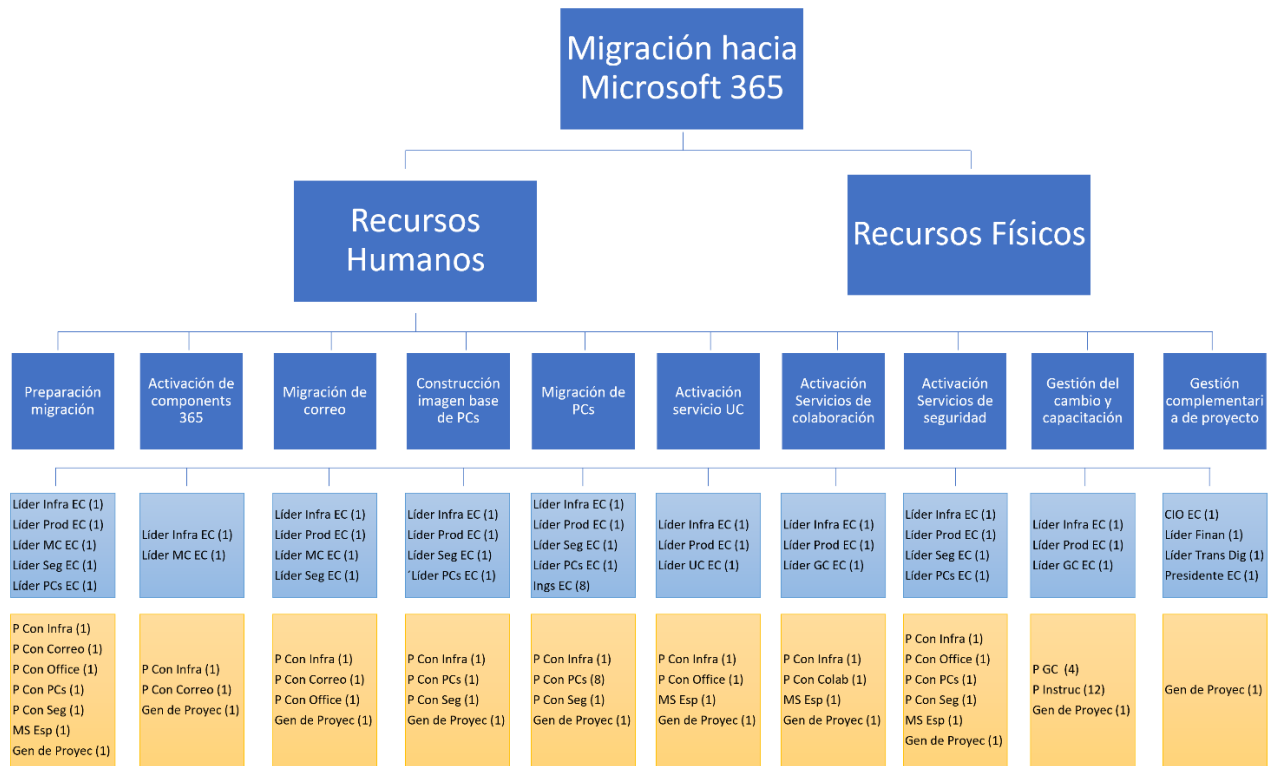 Migración hacia
Microsoft 365
Recursos
Humanos
Recursos Físicos
Preparación
migración
Activación de
components
365
Migración de
correo
Construcción
imagen base
de PCs
Migración de
PCs
Activación
servicio UC
Activación
Servicios de
colaboración
Activación
Servicios de
seguridad
Gestión del
cambio y
capacitación
Gestión
complementari
a de proyecto
Líder Infra EC (1)
Líder Prod EC (1)
Líder MC EC (1)
Líder Seg EC (1)
Líder PCs EC (1)
Líder Infra EC (1)
Líder MC EC (1)
Líder Infra EC (1)
Líder Prod EC (1)
Líder MC EC (1)
Líder Seg EC (1)
Líder Infra EC (1)
Líder Prod EC (1)
Líder Seg EC (1)
´Líder PCs EC (1)
Líder Infra EC (1)
Líder Prod EC (1)
Líder Seg EC (1)
Líder PCs EC (1)
Ings EC (8)
Líder Infra EC (1)
Líder Prod EC (1)
Líder UC EC (1)
Líder Infra EC (1)
Líder Prod EC (1)
Líder GC EC (1)
Líder Infra EC (1)
Líder Prod EC (1)
Líder Seg EC (1)
Líder PCs EC (1)
Líder Infra EC (1)
Líder Prod EC (1)
Líder GC EC (1)
CIO EC (1)
Líder Finan (1)
Líder Trans Dig (1)
Presidente EC (1)
P Con Infra (1)
P Con Correo (1)
P Con Office (1)
P Con PCs (1)
P Con Seg (1)
MS Esp (1)
Gen de Proyec (1)
P Con Infra (1)
P Con Correo (1)
Gen de Proyec (1)
P Con Infra (1)
P Con Correo (1)
P Con Office (1)
Gen de Proyec (1)
P Con Infra (1)
P Con PCs (1)
P Con Seg (1)
Gen de Proyec (1)
P Con Infra (1)
P Con PCs (8)
P Con Seg (1)
Gen de Proyec (1)
P Con Infra (1)
P Con Office (1)
MS Esp (1)
Gen de Proyec (1)
P Con Infra (1)
P Con Colab (1)
MS Esp (1)
Gen de Proyec (1)
P Con Infra (1)
P Con Office (1)
P Con PCs (1)
P Con Seg (1)
MS Esp (1)
Gen de Proyec (1)
P GC (4)
P Instruc (12)
Gen de Proyec (1)
Gen de Proyec (1)